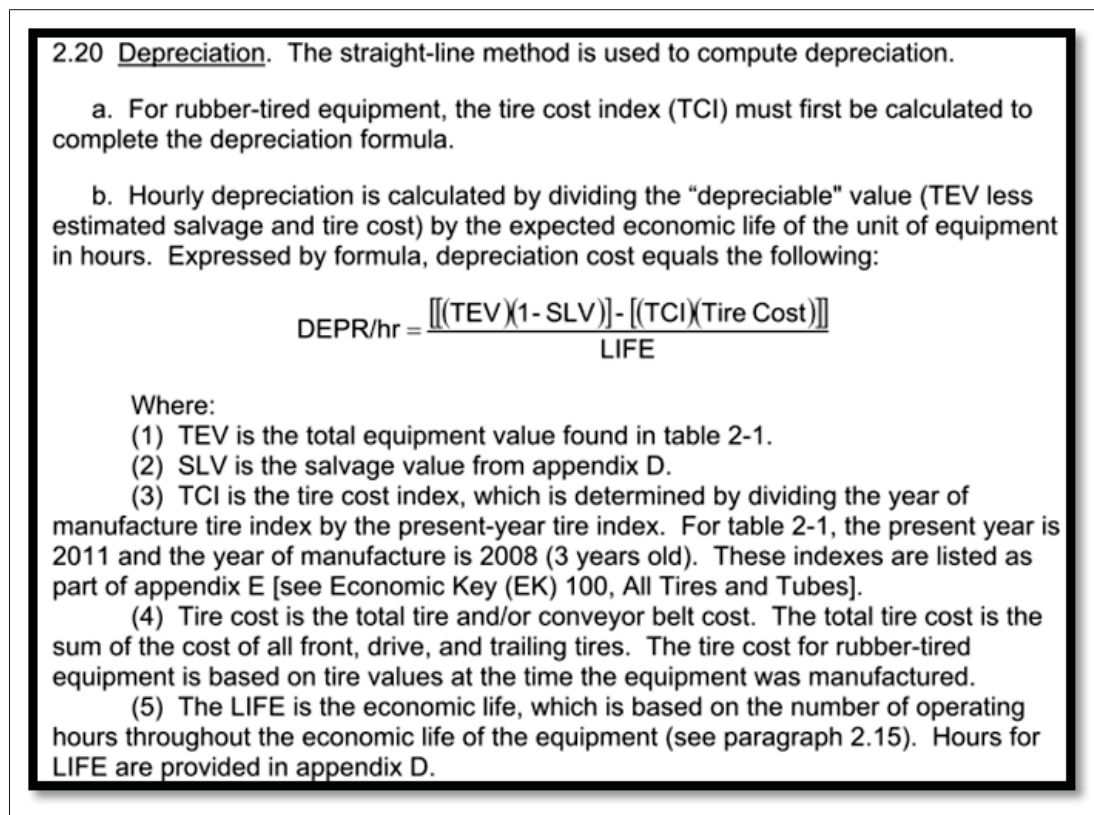 2.20 Depreciation. The straight-line method is used to compute depreciation.
a. For rubber-tired equipment, the tire cost index (TCI) must first be calculated to
complete the depreciation formula.
b. Hourly depreciation is calculated by dividing the “depreciable" value (TEV less
estimated salvage and tire cost) by the expected economic life of the unit of equipment
in hours. Expressed by formula, depreciation cost equals the following:
DEPR/hr = [[(TEV)(1- SLV)] - [(TCI)(Tire Cost)]]
LIFE
Where:
(1) TEV is the total equipment value found in table 2-1.
(2) SLV is the salvage value from appendix D.
(3) TCI is the tire cost index, which is determined by dividing the year of
manufacture tire index by the present-year tire index. For table 2-1, the present year is
2011 and the year of manufacture is 2008 (3 years old). These indexes are listed as
part of appendix E [see Economic Key (EK) 100, All Tires and Tubes].
(4) Tire cost is the total tire and/or conveyor belt cost. The total tire cost is the
sum of the cost of all front, drive, and trailing tires. The tire cost for rubber-tired
equipment is based on tire values at the time the equipment was manufactured.
(5) The LIFE is the economic life, which is based on the number of operating
hours throughout the economic life of the equipment (see paragraph 2.15). Hours for
LIFE are provided in appendix D.